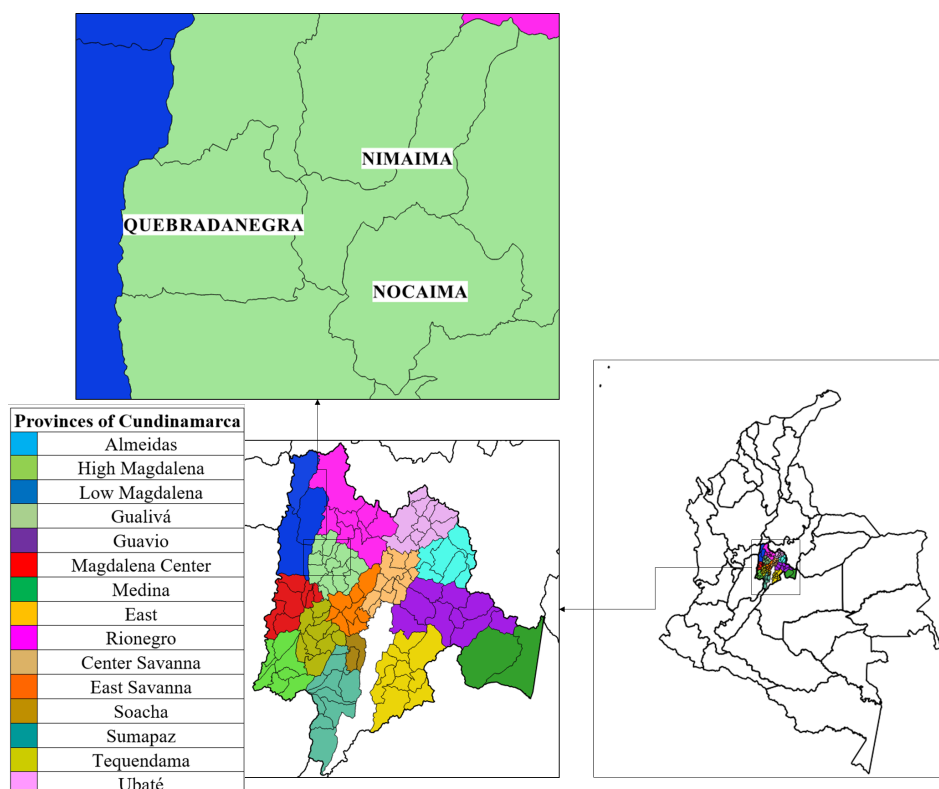 NIMAIMA
QUEBRADANEGRA
NOCAIMA
Provinces of Cundinamarca
Almeidas
High Magdalena
Low Magdalena
Gualivá
Guavio
Magdalena Center
Medina
East
Rionegro
Center Savanna
East Savanna
Soacha
Sumapaz
Tequendama
Ubaté